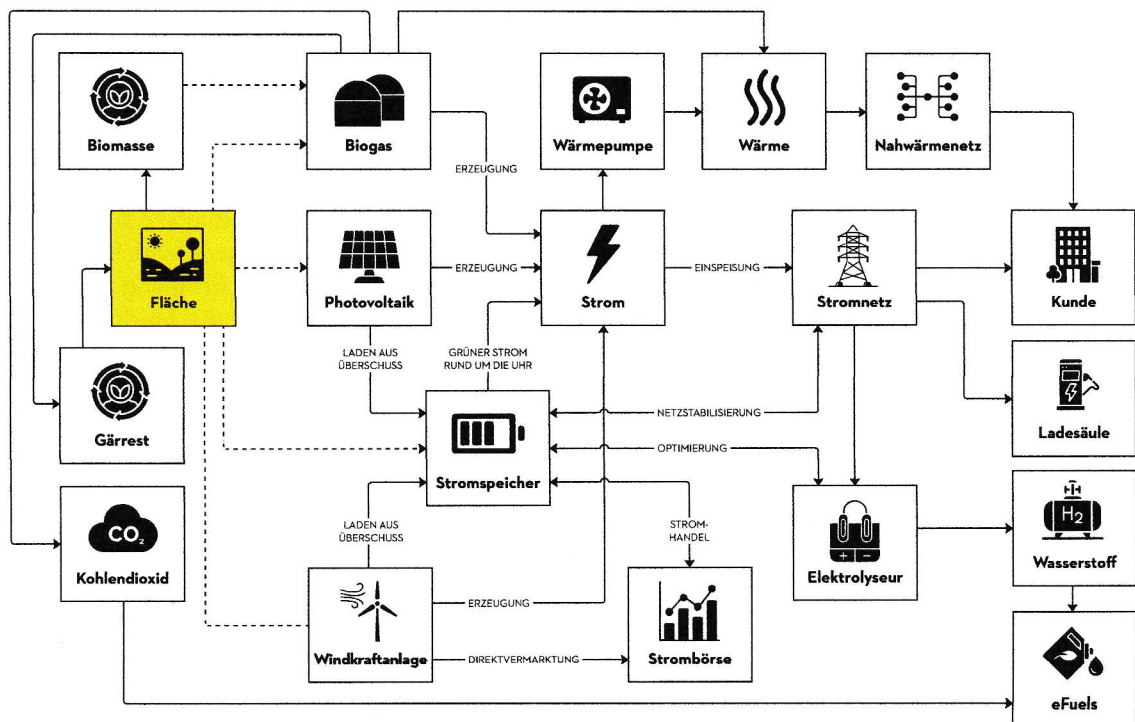 Biomasse
Biogas
Wärmepumpe
Wärme
Nahwärmenetz
ERZEUGUNG
Fläche
Photovoltaik
ERZEUGUNG
Strom
EINSPEISUNG
Stromnetz
Kunde
LADEN AUS
ÜBERSCHUSS
GRÜNER STROM
RUND UM DIE UHR
Gärrest
Stromspeicher
NETZSTABILISIERUNG
OPTIMIERUNG
Ladesäule
CO₂
Kohlendioxid
LADEN AUS
ÜBERSCHUSS
STROM-
HANDEL
+ −
Elektrolyseur
H₂
Wasserstoff
Windkraftanlage
ERZEUGUNG
DIREKTVERMARKTUNG
Strombörse
eFuels